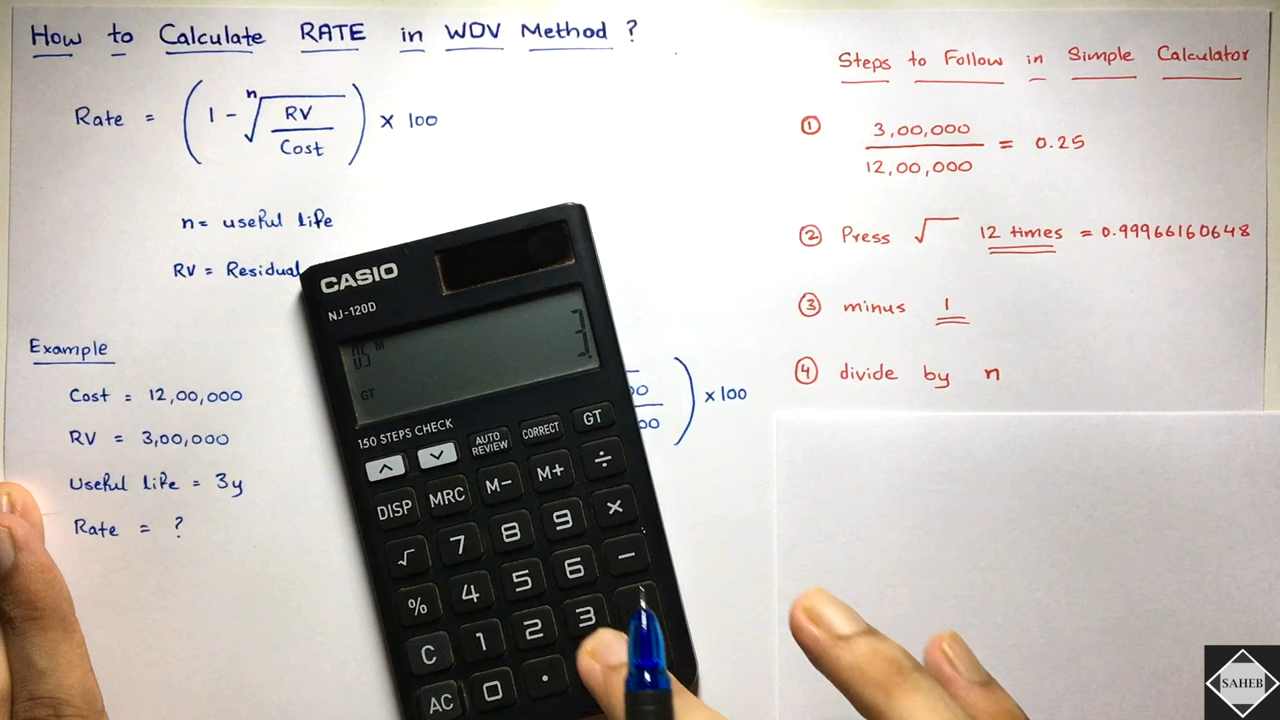 How to Calculate RATE in WDV Method ?
Rate = ( 1 - n√ RV / Cost ) × 100
n = useful life
RV = Residual
Example
Cost = 12,00,000
RV = 3,00,000
Useful life = 3y
Rate = ?
× 100
Steps to Follow in Simple Calculator
① 3,00,000 / 12,00,000 = 0.25
② Press √ 12 times = 0.99966160648
③ minus 1
④ divide by n
CASIO
NJ-120D
M
GT
3.
150 STEPS CHECK
AUTO REVIEW CORRECT GT
DISP MRC M- M+ ÷
√ 7 8 9 ×
% 4 5 6 −
C 1 2 3
AC 0 .
SAHEB